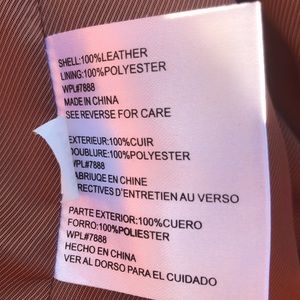 SHELL:100%LEATHER
LINING:100%POLYESTER
WPL#7888
MADE IN CHINA
SEE REVERSE FOR CARE
EXTERIEUR:100%CUIR
DOUBLURE:100%POLYESTER
WPL#7888
FABRIUQE EN CHINE
DIRECTIVES D'ENTRETIEN AU VERSO
PARTE EXTERIOR:100%CUERO
FORRO:100%POLIESTER
WPL#7888
HECHO EN CHINA
VER AL DORSO PARA EL CUIDADO